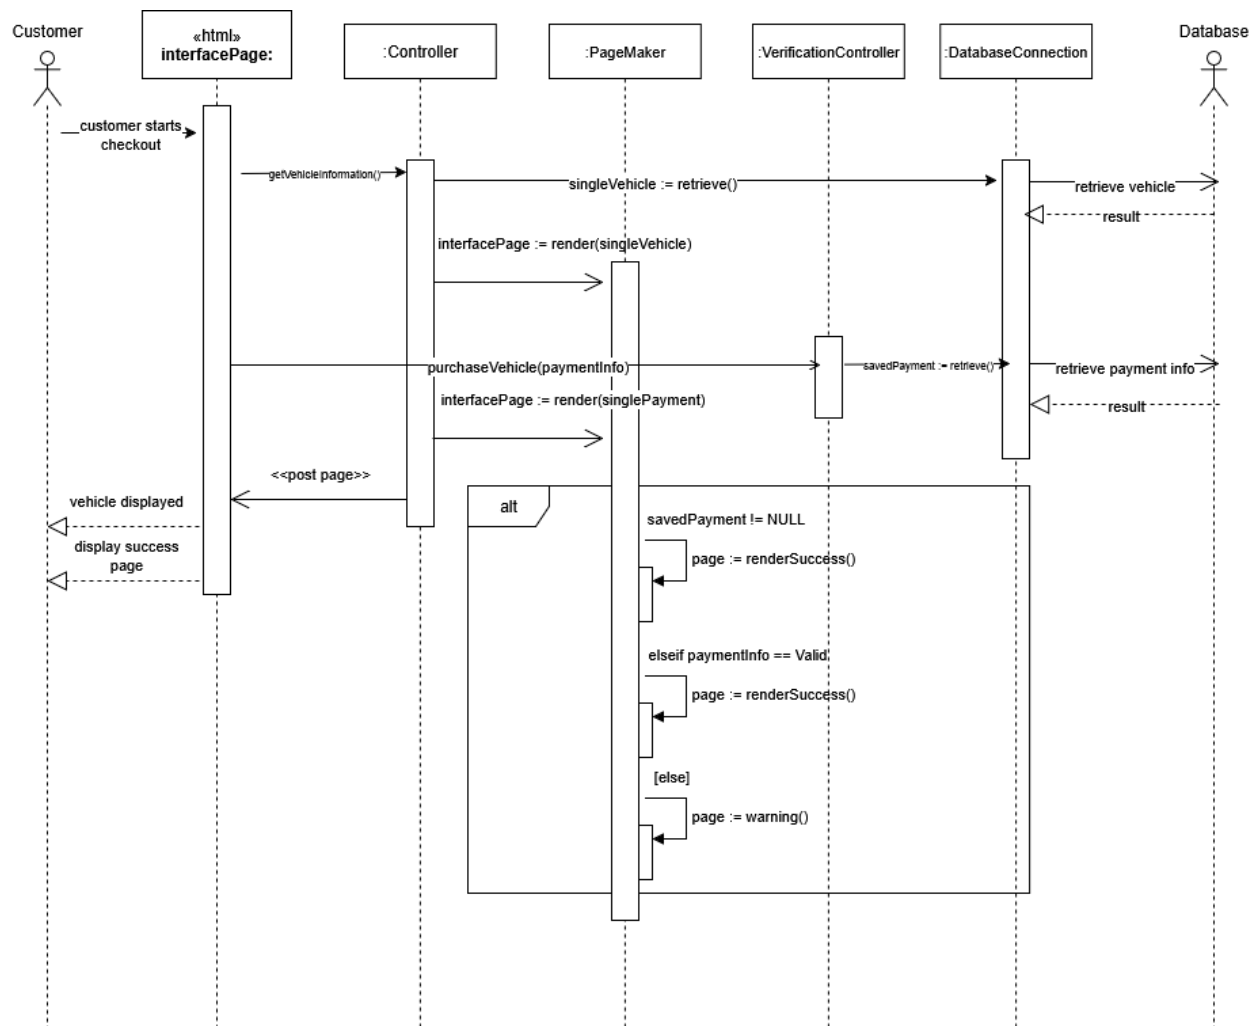 Customer
«html»
interfacePage:
:Controller
:PageMaker
:VerificationController
:DatabaseConnection
Database
customer starts
checkout
getVehicleInformation()
singleVehicle := retrieve()
retrieve vehicle
result
interfacePage := render(singleVehicle)
purchaseVehicle(paymentInfo)
savedPayment := retrieve()
retrieve payment info
interfacePage := render(singlePayment)
result
<<post page>>
vehicle displayed
alt
savedPayment != NULL
display success
page
page := renderSuccess()
elseif paymentInfo == Valid
page := renderSuccess()
[else]
page := warning()